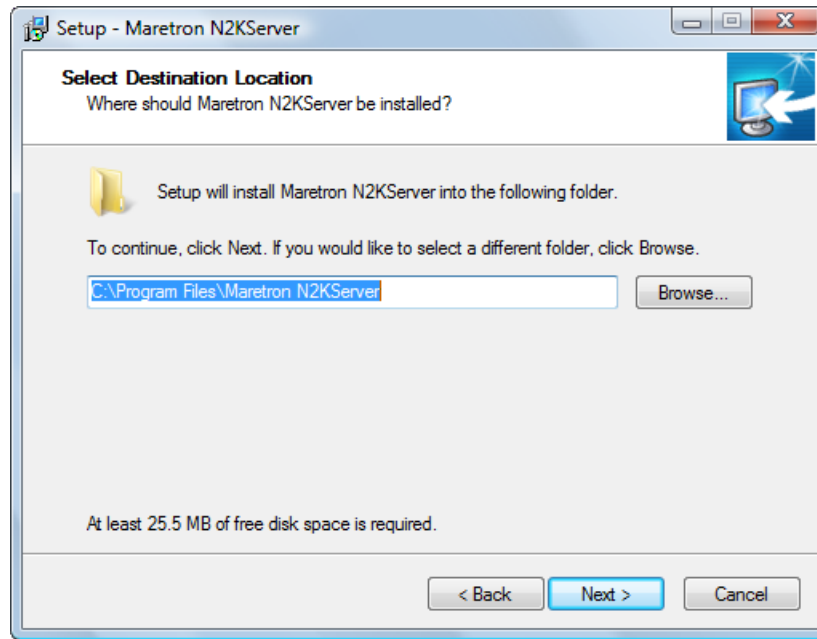 Setup - Maretron N2KServer
Select Destination Location
Where should Maretron N2KServer be installed?
Setup will install Maretron N2KServer into the following folder.
To continue, click Next. If you would like to select a different folder, click Browse.
C:\Program Files\Maretron N2KServer
Browse...
At least 25.5 MB of free disk space is required.
< Back
Next >
Cancel